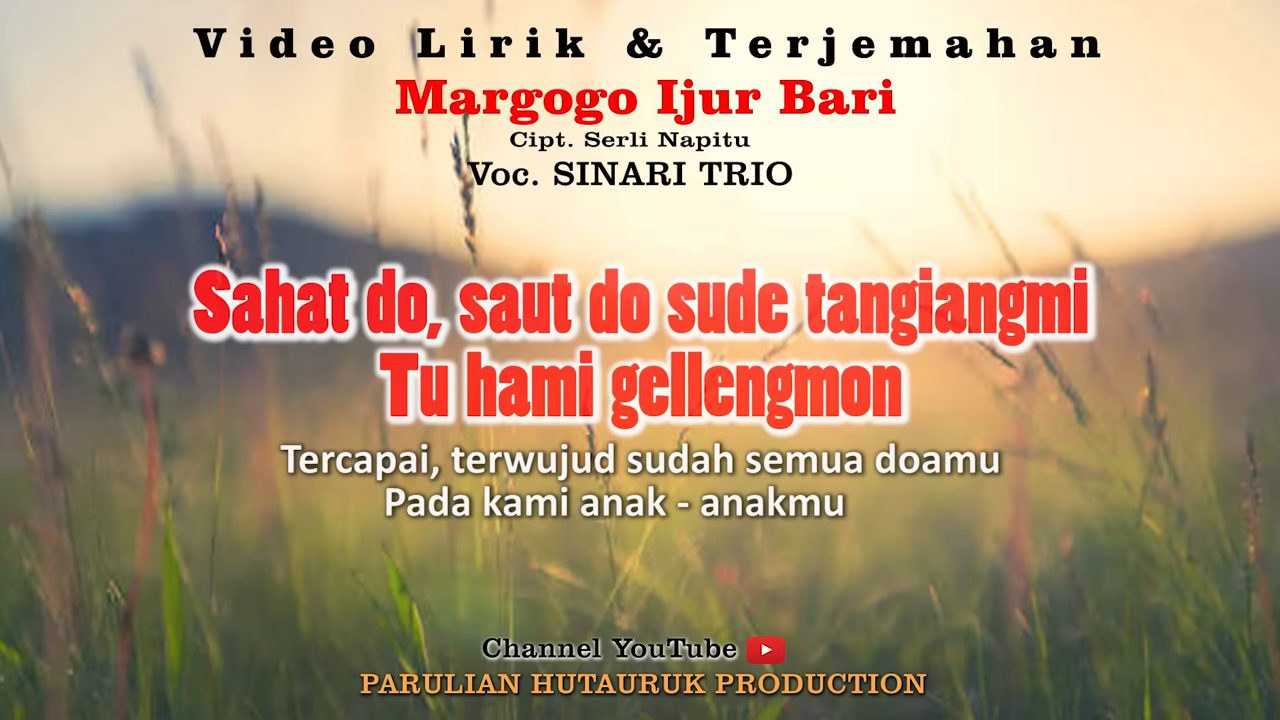 Video Lirik & Terjemahan
Margogo Ijur Bari
Cipt. Serli Napitu
Voc. SINARI TRIO
Sahat do, saut do sude tangiangmi
Tu hami gellengmon
Tercapai, terwujud sudah semua doamu
Pada kami anak - anakmu
Channel YouTube
PARULIAN HUTAURUK PRODUCTION